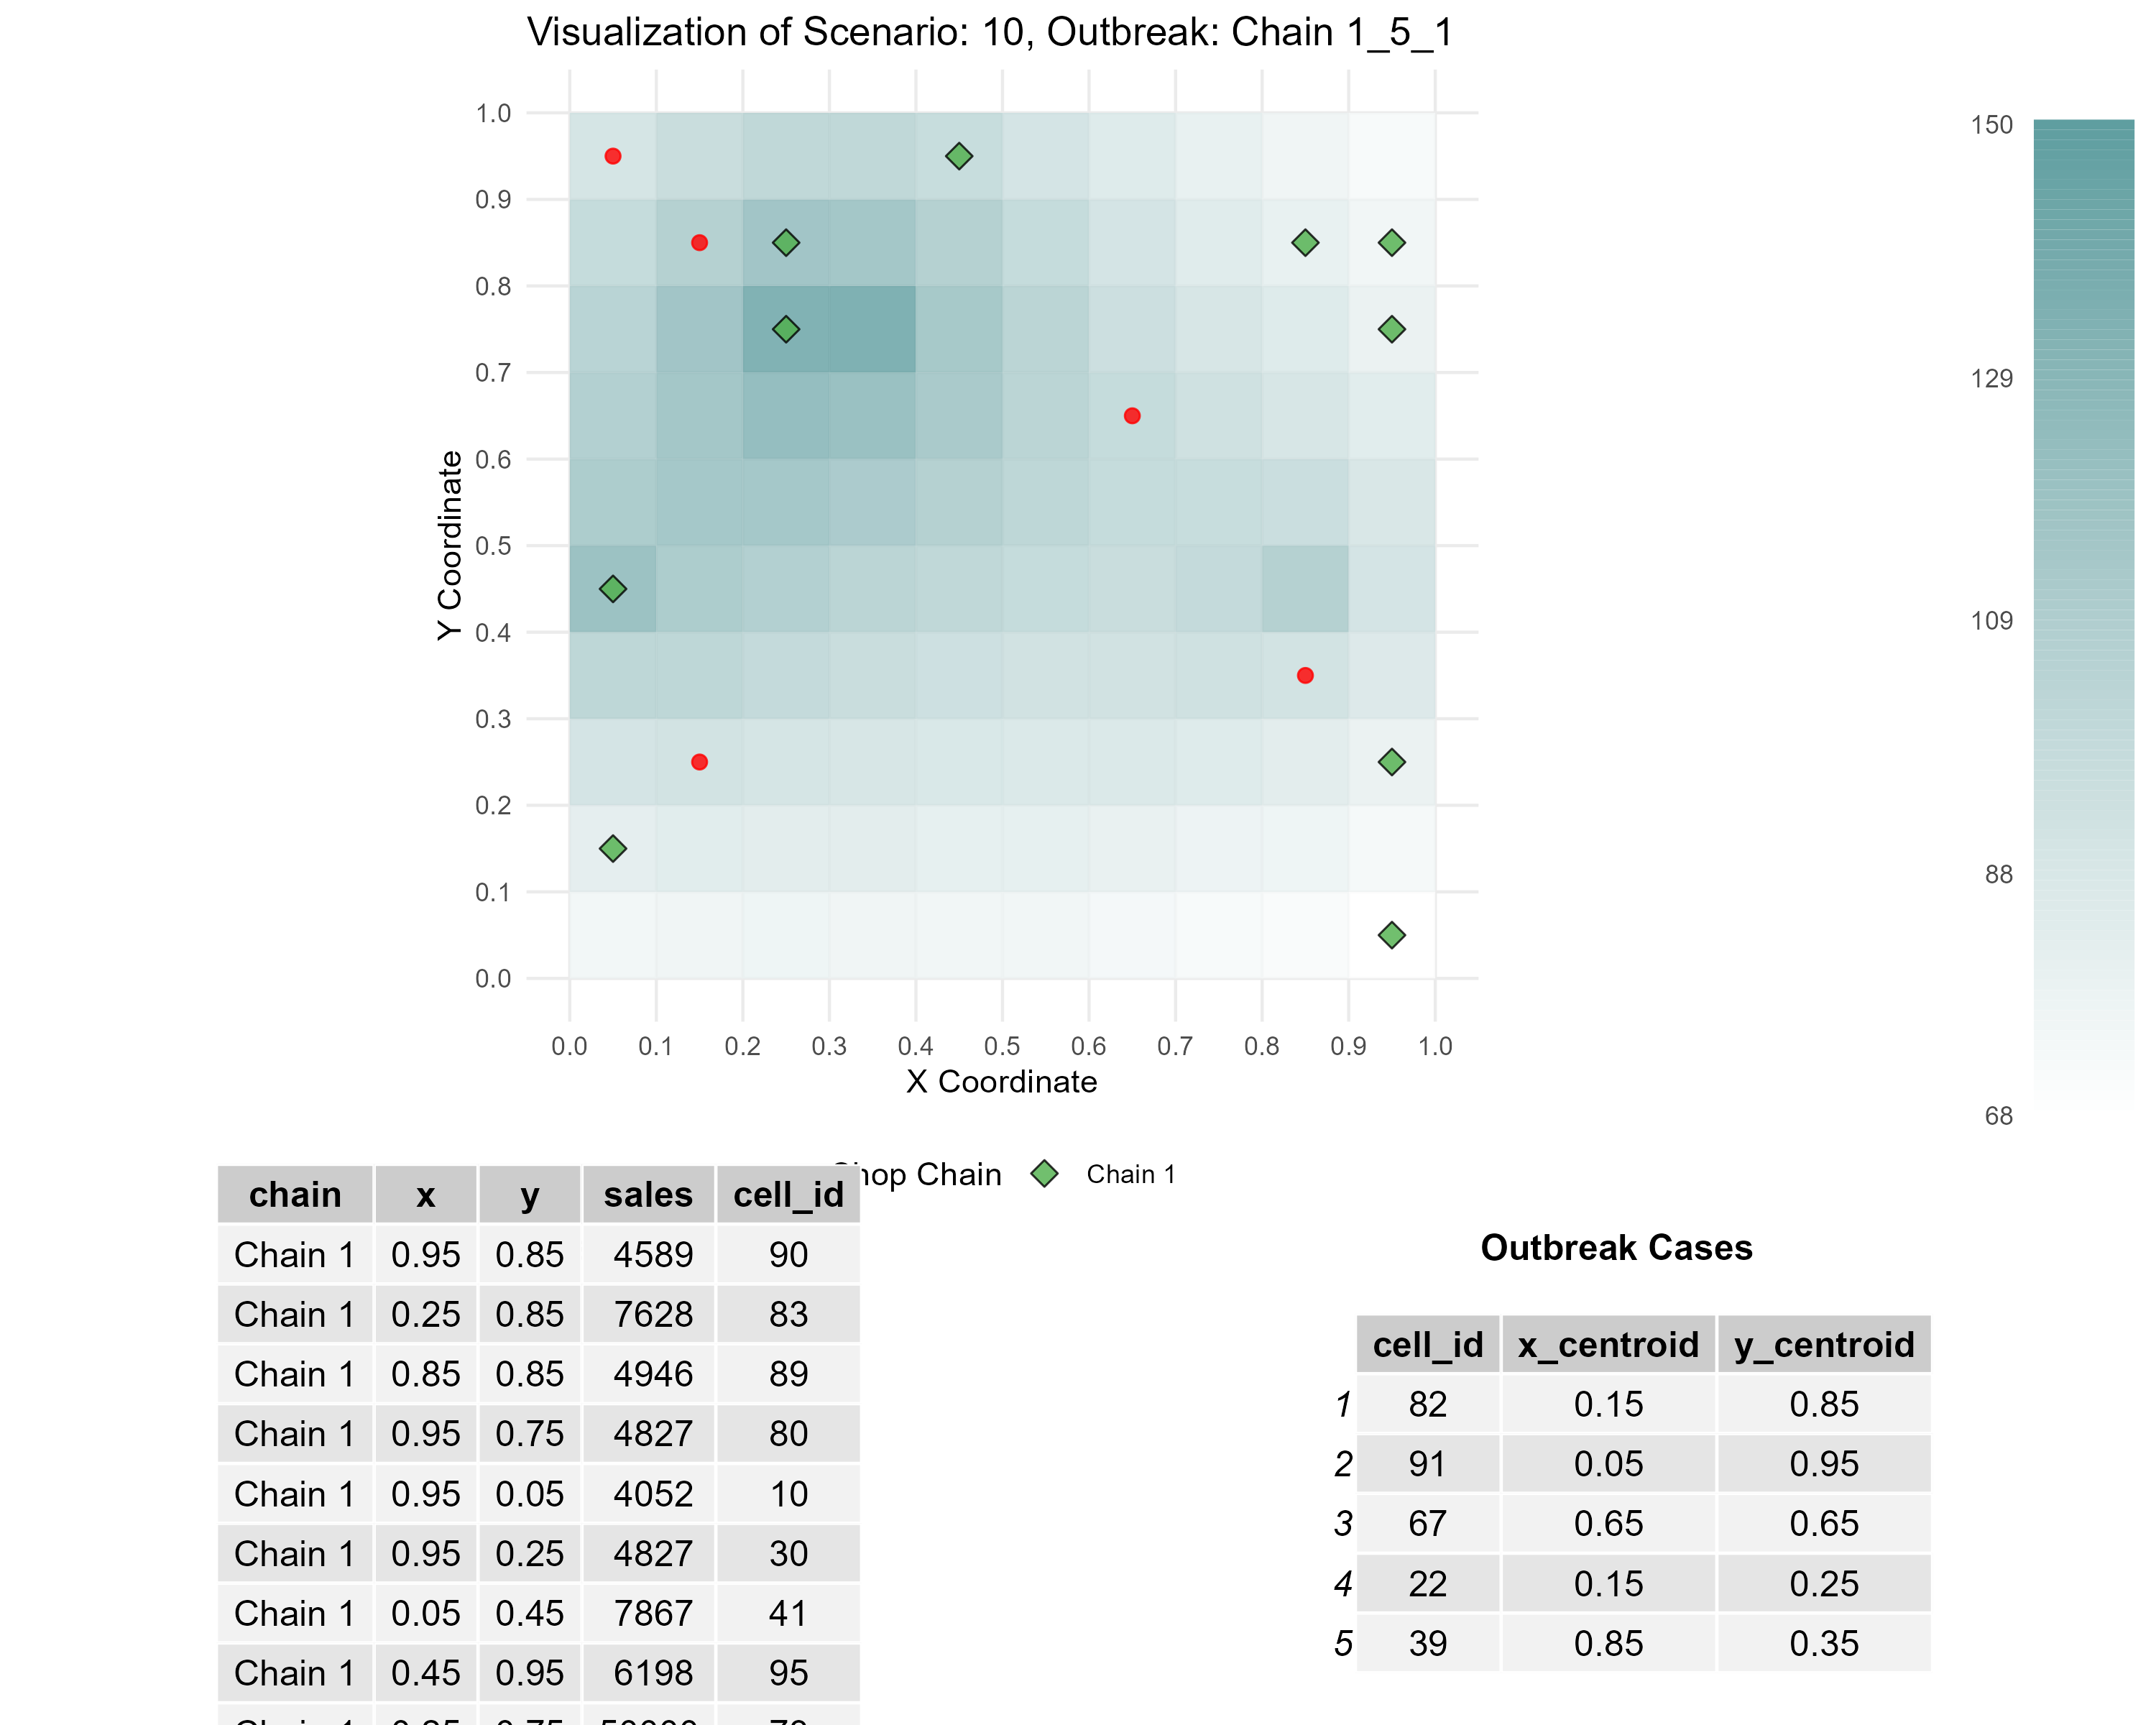 Visualization of Scenario: 10, Outbreak: Chain 1_5_1
1.0
0.9
0.8
0.7
0.6
0.5
0.4
0.3
0.2
0.1
0.0
Y Coordinate
0.0 0.1 0.2 0.3 0.4 0.5 0.6 0.7 0.8 0.9 1.0
X Coordinate
150
129
109
88
68
hop Chain Chain 1
chain x y sales cell_id
Chain 1 0.95 0.85 4589 90
Chain 1 0.25 0.85 7628 83
Chain 1 0.85 0.85 4946 89
Chain 1 0.95 0.75 4827 80
Chain 1 0.95 0.05 4052 10
Chain 1 0.95 0.25 4827 30
Chain 1 0.05 0.45 7867 41
Chain 1 0.45 0.95 6198 95
Outbreak Cases
cell_id x_centroid y_centroid
1 82 0.15 0.85
2 91 0.05 0.95
3 67 0.65 0.65
4 22 0.15 0.25
5 39 0.85 0.35